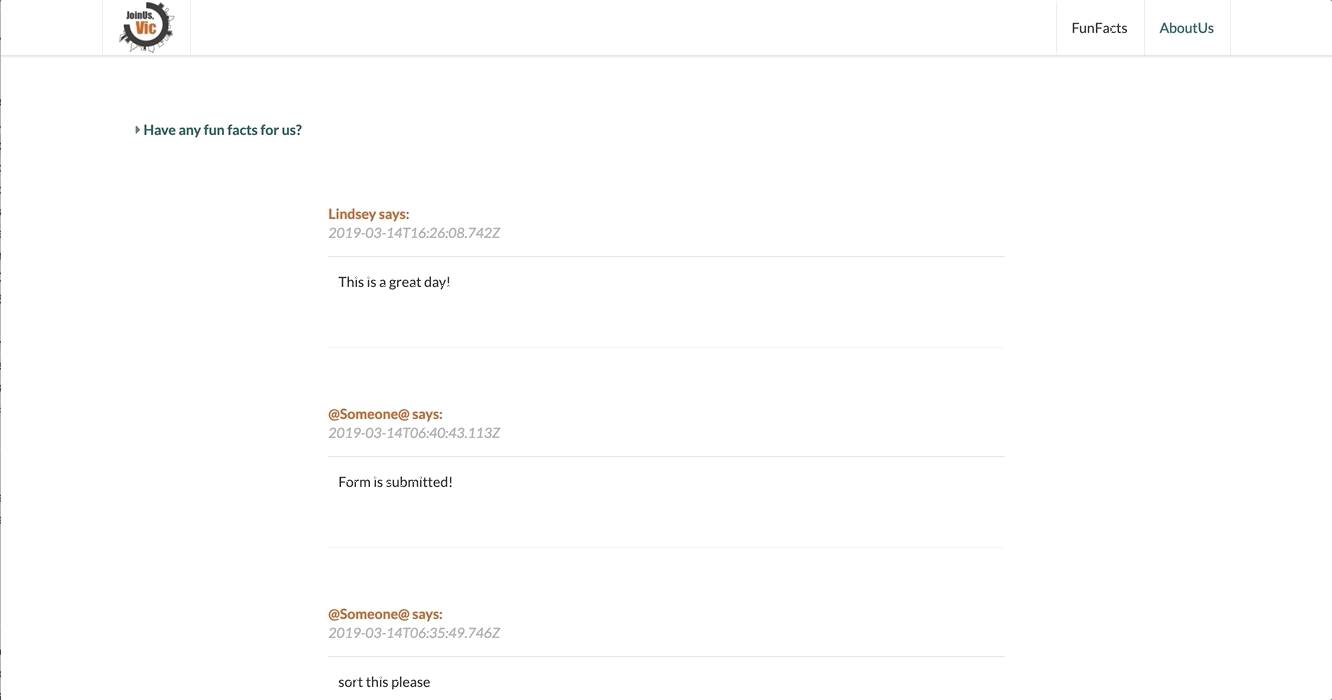 JoinUs,
Vic
FunFacts
AboutUs
Have any fun facts for us?
Lindsey says:
2019-03-14T16:26:08.742Z
This is a great day!
@Someone@ says:
2019-03-14T06:40:43.113Z
Form is submitted!
@Someone@ says:
2019-03-14T06:35:49.746Z
sort this please